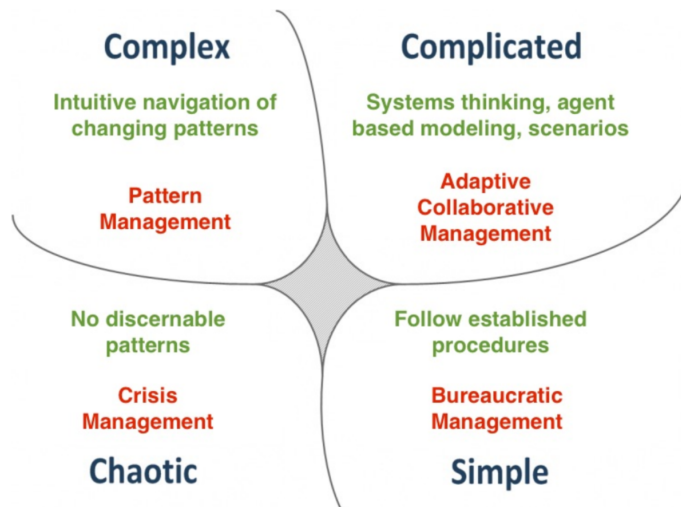 Complex
Intuitive navigation of
changing patterns
Pattern
Management
Complicated
Systems thinking, agent
based modeling, scenarios
Adaptive
Collaborative
Management
No discernable
patterns
Crisis
Management
Chaotic
Follow established
procedures
Bureaucratic
Management
Simple